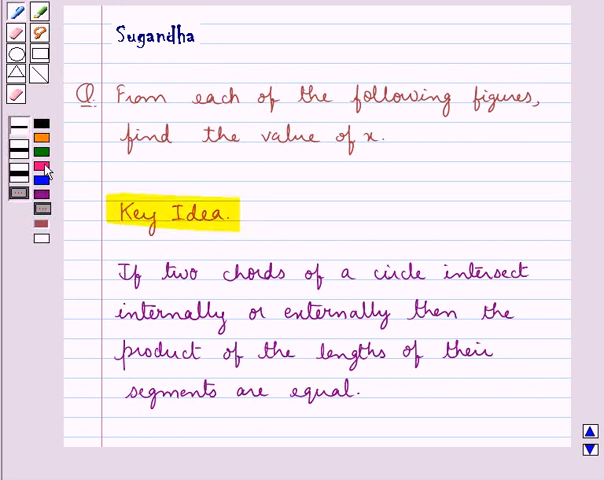 Sugandha
Q. From each of the following figures,
find the value of x.
Key Idea.
If two chords of a circle intersect
internally or externally then the
product of the lengths of their
segments are equal.